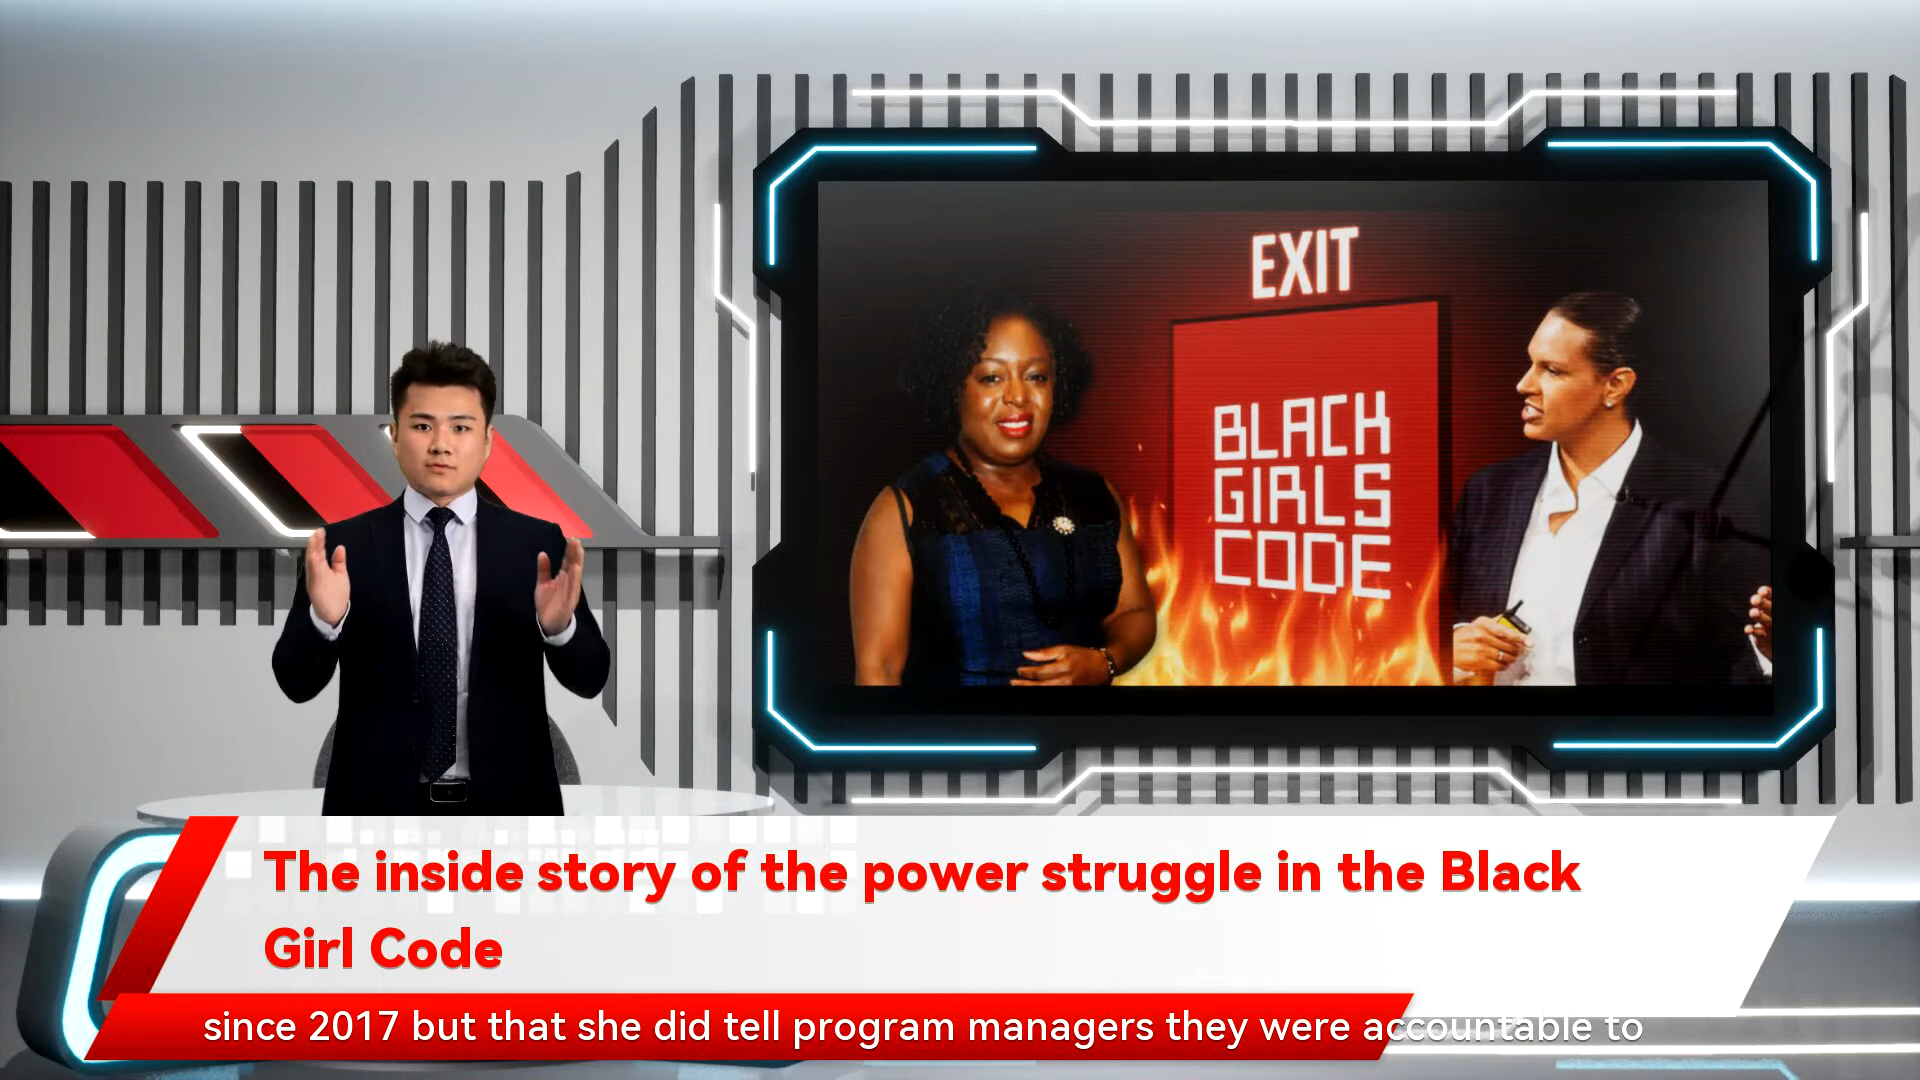 EXIT
BLACK
GIRLS
CODE
The inside story of the power struggle in the Black
Girl Code
since 2017 but that she did tell program managers they were accountable to